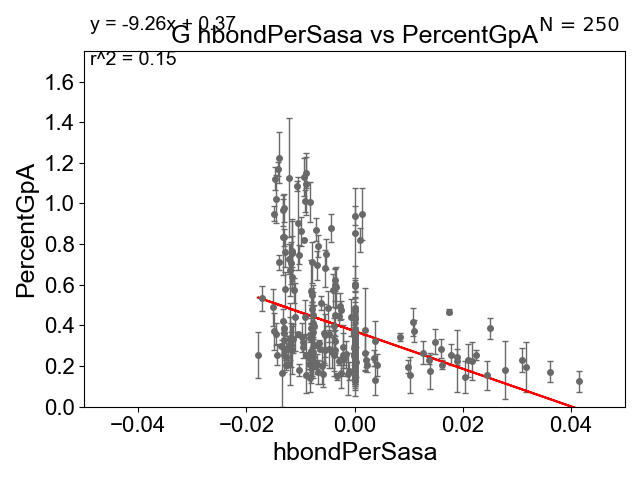 y = -9.26x + 0.37
G hbondPerSasa vs PercentGpA
N = 250
r^2 = 0.15
1.6
1.4
1.2
1.0
0.8
0.6
0.4
0.2
0.0
PercentGpA
−0.04 −0.02 0.00 0.02 0.04
hbondPerSasa